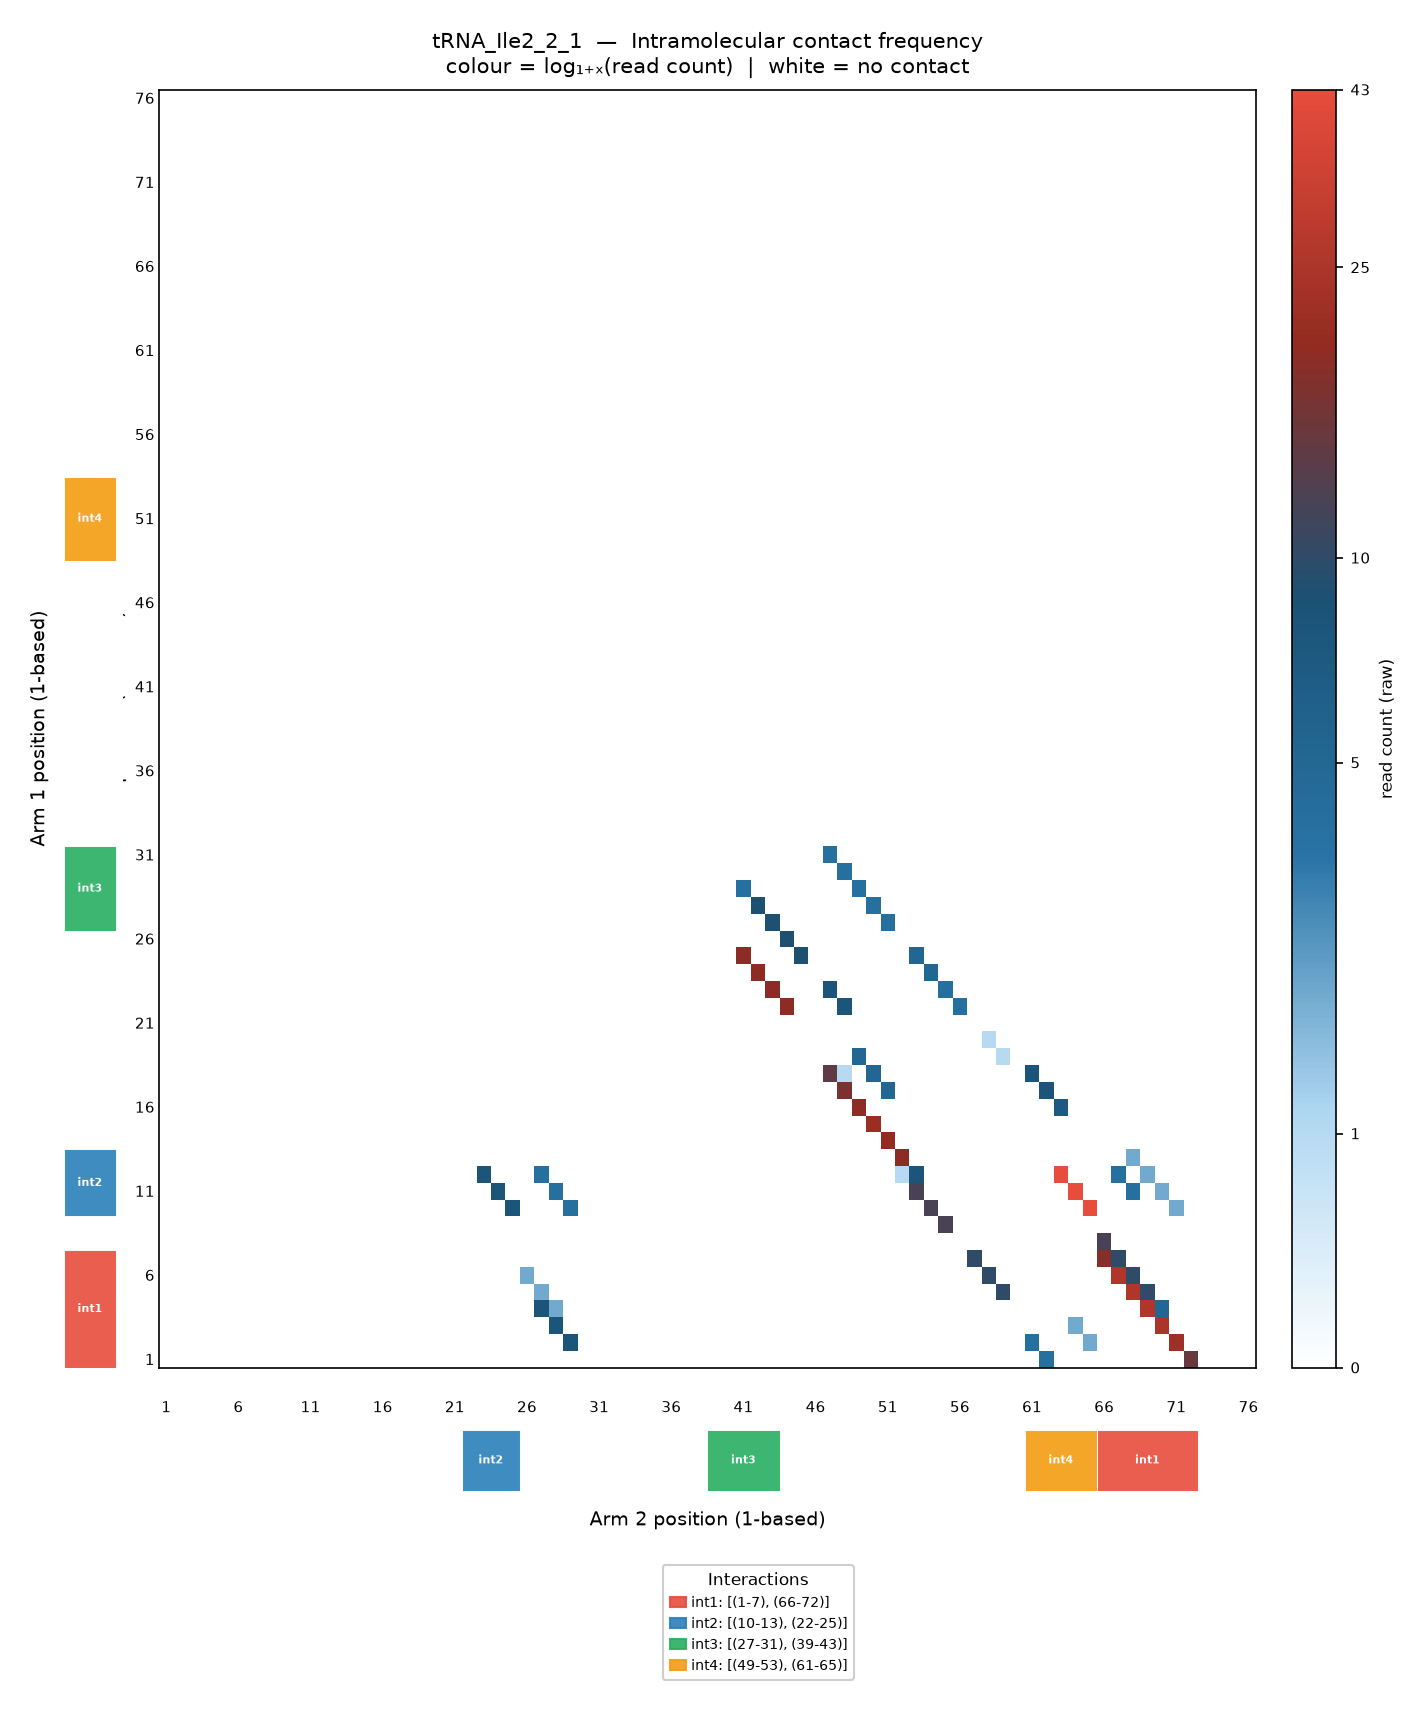 tRNA_Ile2_2_1 — Intramolecular contact frequency
colour = log₁₊ₓ(read count) | white = no contact
76
71
66
61
56
51
46
41
36
31
26
21
16
11
6
1
int4
int3
int2
int1
Arm 1 position (1-based)
43
25
10
5
1
0
read count (raw)
1 6 11 16 21 26 31 36 41 46 51 56 61 66 71 76
int2 int3 int4 int1
Arm 2 position (1-based)
Interactions
int1: [(1-7), (66-72)]
int2: [(10-13), (22-25)]
int3: [(27-31), (39-43)]
int4: [(49-53), (61-65)]